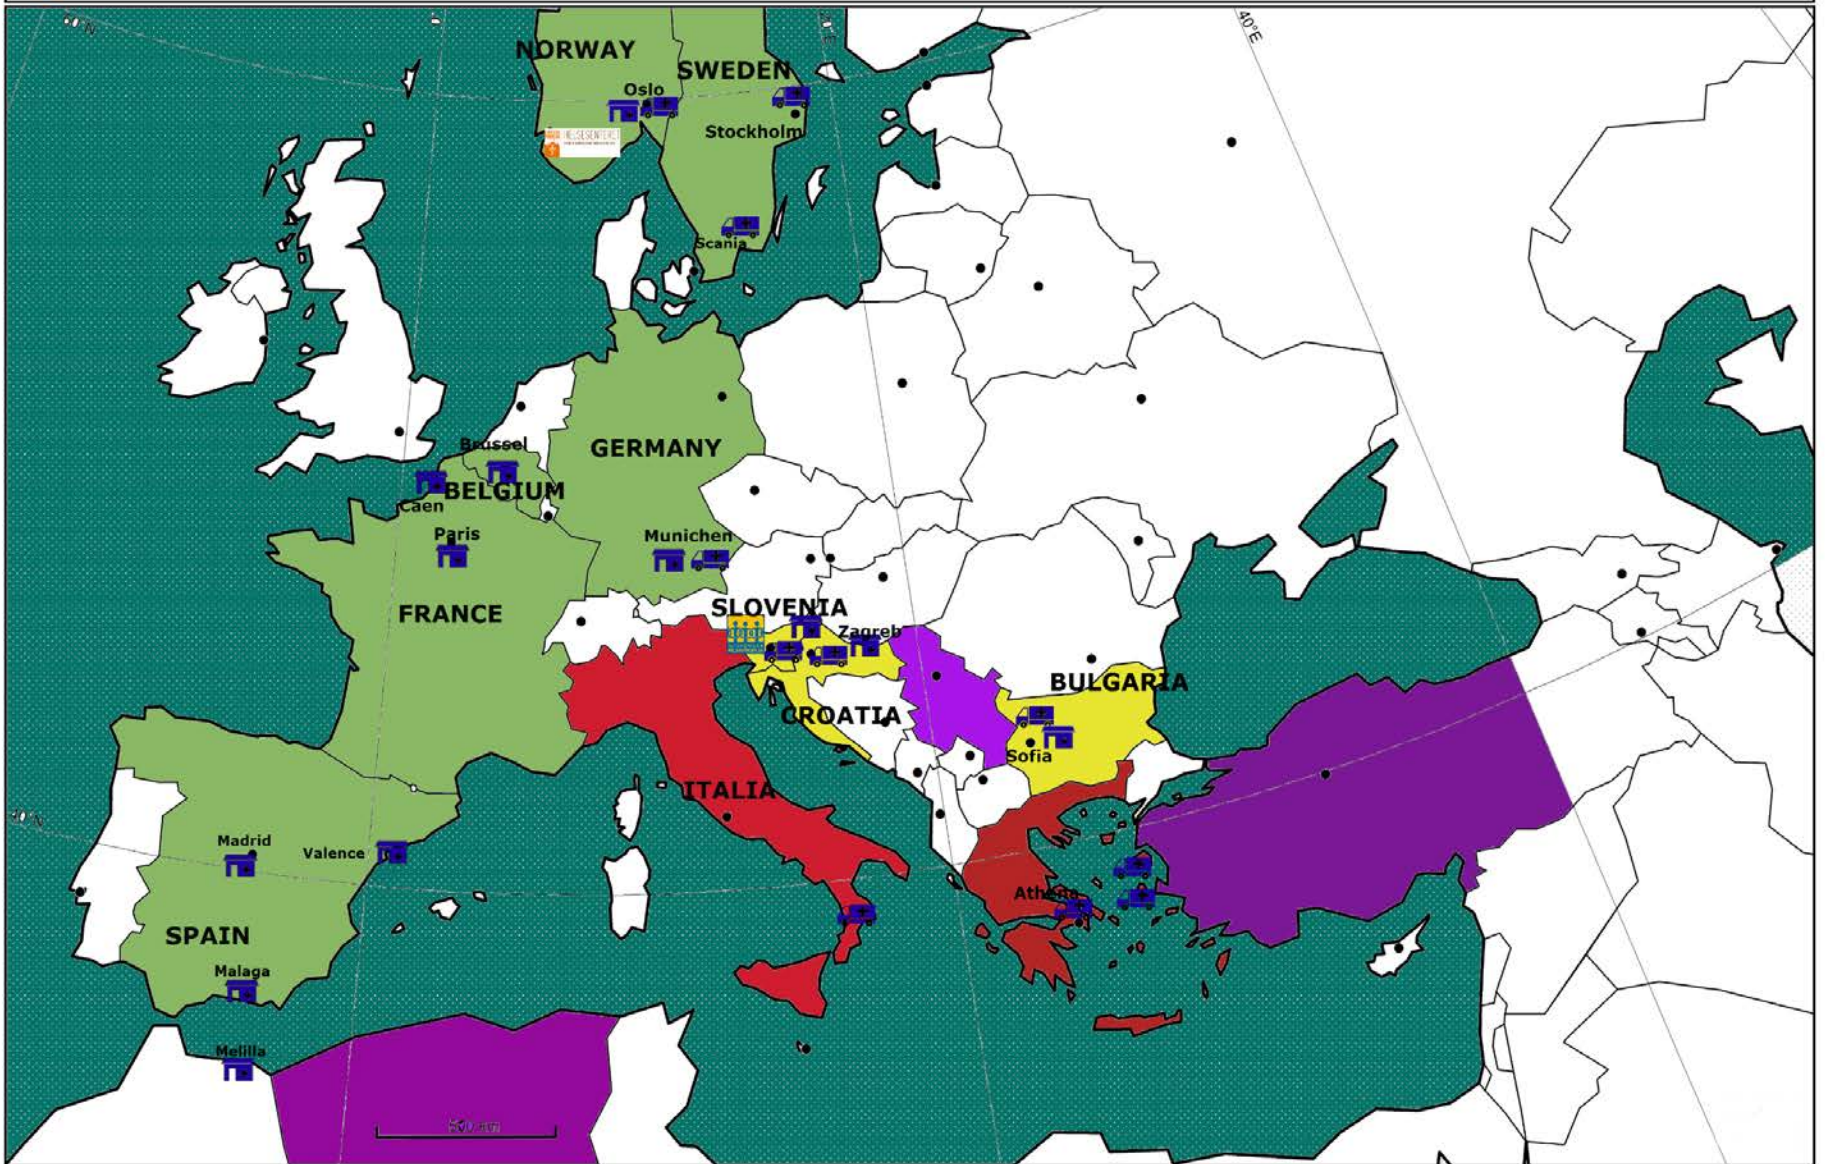 NORWAY
SWEDEN
40°E
Oslo
Stockholm
Scania
GERMANY
Brussel
BELGIUM
Caen
Paris
Munichen
FRANCE
SLOVENIA
Zagreb
BULGARIA
CROATIA
Sofia
ITALIA
Madrid
Valence
Athena
SPAIN
Malaga
Melilla